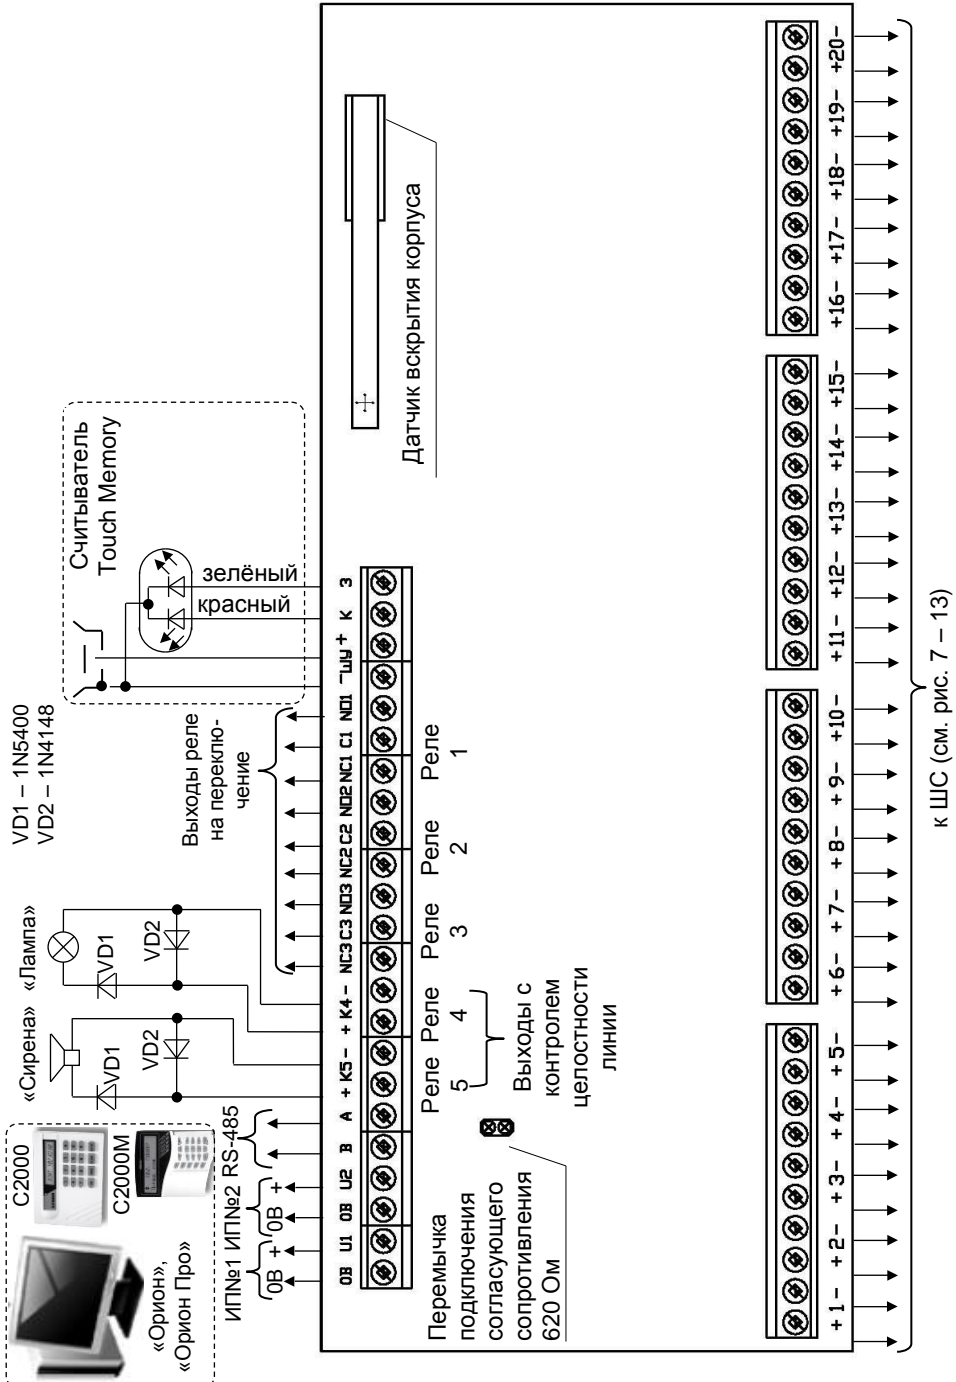 «Орион»,
«Орион Про»
С2000
С2000М
ИП№1
ИП№2
RS-485
0В +
0В +
«Сирена»
«Лампа»
VD1
VD2
VD1
VD2
VD1 – 1N5400
VD2 – 1N4148
Выходы реле
на переклю-
чение
Считыватель
Touch Memory
зелёный
красный
0В U1 0В U2 B A + К5 - + К4 - NC3 C3 NO3 NC2 C2 NO2 NC1 C1 NO1 - ШУ + К З
Реле 5
Реле 4
Реле 3
Реле 2
Реле 1
Выходы с
контролем
целостности
линии
Перемычка
подключения
согласующего
сопротивления
620 Ом
Датчик вскрытия корпуса
+ 1 - + 2 - + 3 - + 4 - + 5 -
+ 6 - + 7 - + 8 - + 9 - +10-
+11- +12- +13- +14- +15-
+16- +17- +18- +19- +20-
к ШС (см. рис. 7 – 13)